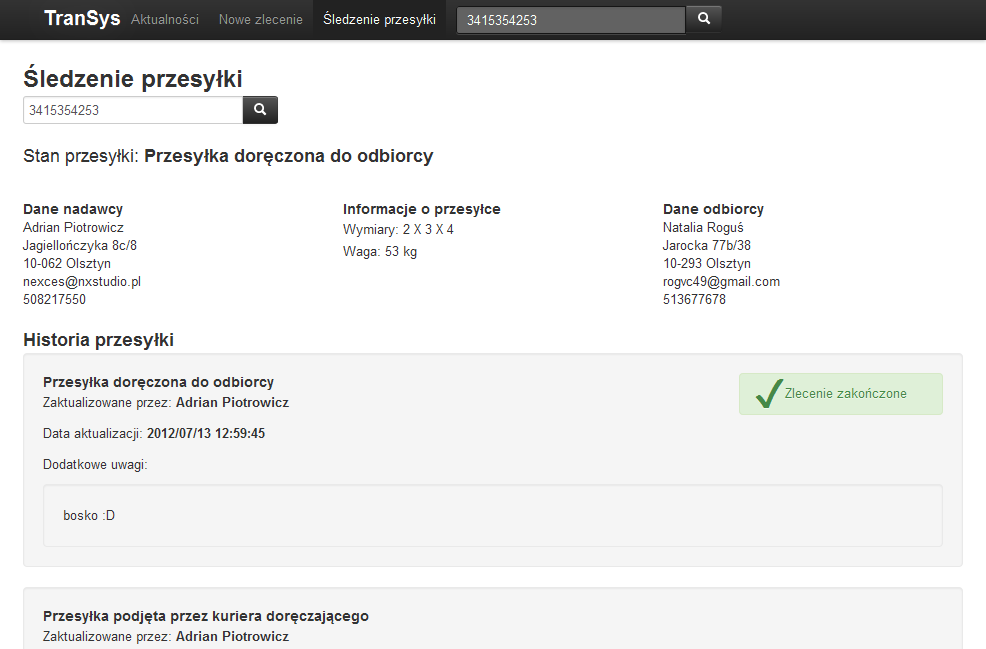 TranSys Aktualności Nowe zlecenie Śledzenie przesyłki 3415354253
Śledzenie przesyłki
3415354253
Stan przesyłki: Przesyłka doręczona do odbiorcy
Dane nadawcy
Adrian Piotrowicz
Jagiellończyka 8c/8
10-062 Olsztyn
nexces@nxstudio.pl
508217550
Informacje o przesyłce
Wymiary: 2 X 3 X 4
Waga: 53 kg
Dane odbiorcy
Natalia Roguś
Jarocka 77b/38
10-293 Olsztyn
rogvc49@gmail.com
513677678
Historia przesyłki
Przesyłka doręczona do odbiorcy
Zaktualizowane przez: Adrian Piotrowicz
Zlecenie zakończone
Data aktualizacji: 2012/07/13 12:59:45
Dodatkowe uwagi:
bosko :D
Przesyłka podjęta przez kuriera doręczającego
Zaktualizowane przez: Adrian Piotrowicz